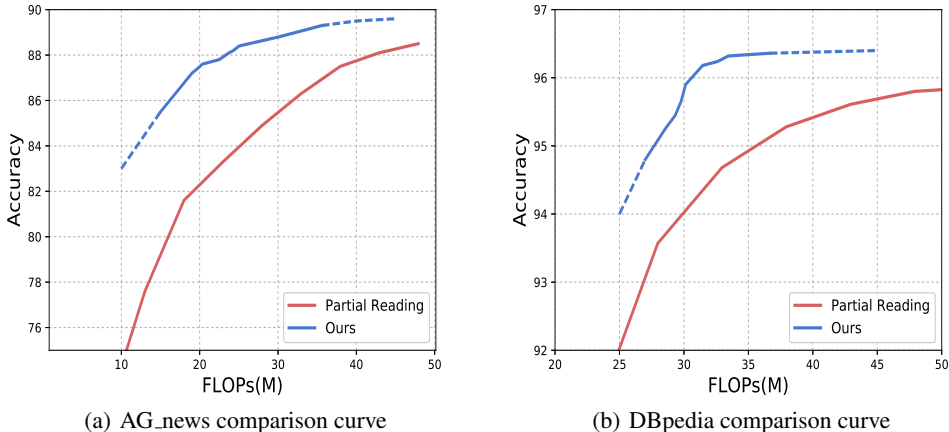 90
88
86
84
82
80
78
76
Accuracy
10
20
30
40
50
FLOPs(M)
Partial Reading
Ours
(a) AG_news comparison curve
97
96
95
94
93
92
Accuracy
20
25
30
35
40
45
50
FLOPs(M)
Partial Reading
Ours
(b) DBpedia comparison curve